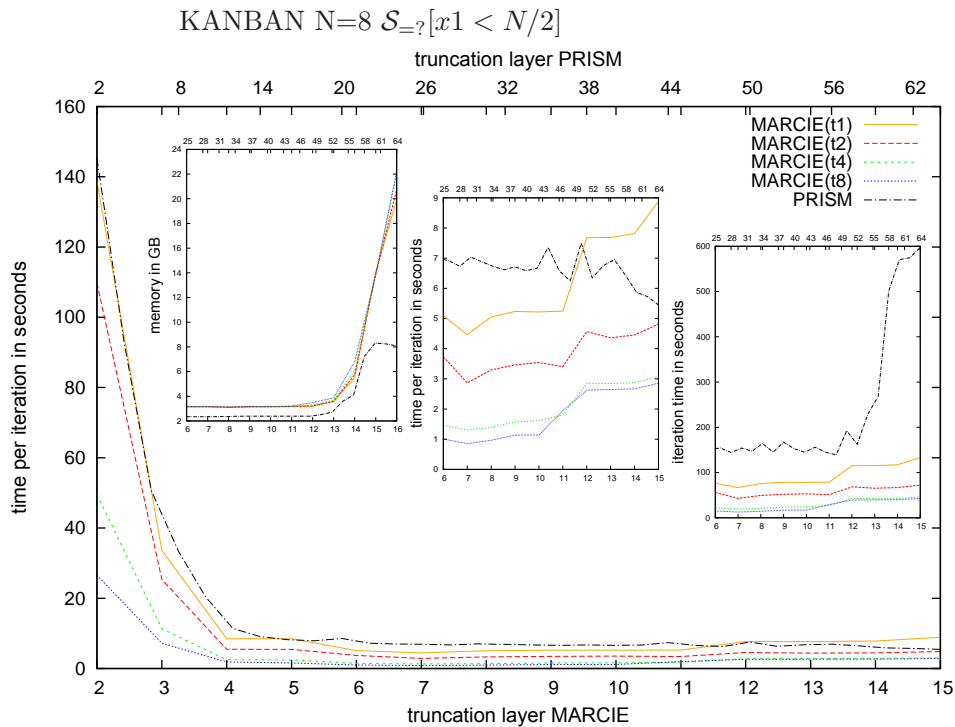 KANBAN N=8 𝒮=?[x1 < N/2]
truncation layer PRISM
2 8 14 20 26 32 38 44 50 56 62
160
140
120
100
80
60
40
20
0
time per iteration in seconds
MARCIE(t1)
MARCIE(t2)
MARCIE(t4)
MARCIE(t8)
PRISM
25 28 31 34 37 40 43 46 49 52 55 58 61 64
24
22
20
18
16
14
12
10
8
6
4
2
memory in GB
6 7 8 9 10 11 12 13 14 15 16
25 28 31 34 37 40 43 46 49 52 55 58 61 64
9
8
7
6
5
4
3
2
1
0
time per iteration in seconds
6 7 8 9 10 11 12 13 14 15
25 28 31 34 37 40 43 46 49 52 55 58 61 64
600
500
400
300
200
100
0
iteration time in seconds
6 7 8 9 10 11 12 13 14 15
2 3 4 5 6 7 8 9 10 11 12 13 14 15
truncation layer MARCIE